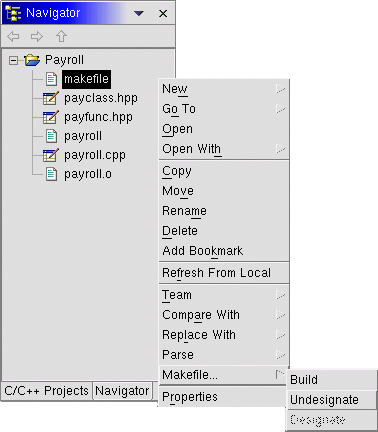 Navigator
Payroll
makefile
payclass.hpp
payfunc.hpp
payroll
payroll.cpp
payroll.o
New
Go To
Open
Open With
Copy
Move
Rename
Delete
Add Bookmark
Refresh From Local
Team
Compare With
Replace With
Parse
Makefile...
Properties
Build
Undesignate
Designate
C/C++ Projects Navigator